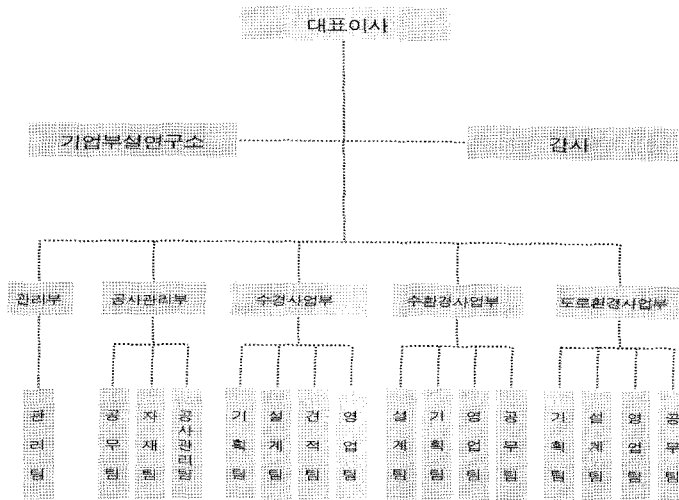 대표이사
기업부설연구소
감사
관리부
공사관리부
수경사업부
수환경사업부
도로환경사업부
관리팀
공무팀
자재팀
공사관리팀
기획팀
설계팀
견적팀
영업팀
설계팀
기획팀
영업팀
공무팀
기획팀
설계팀
영업팀
공무팀